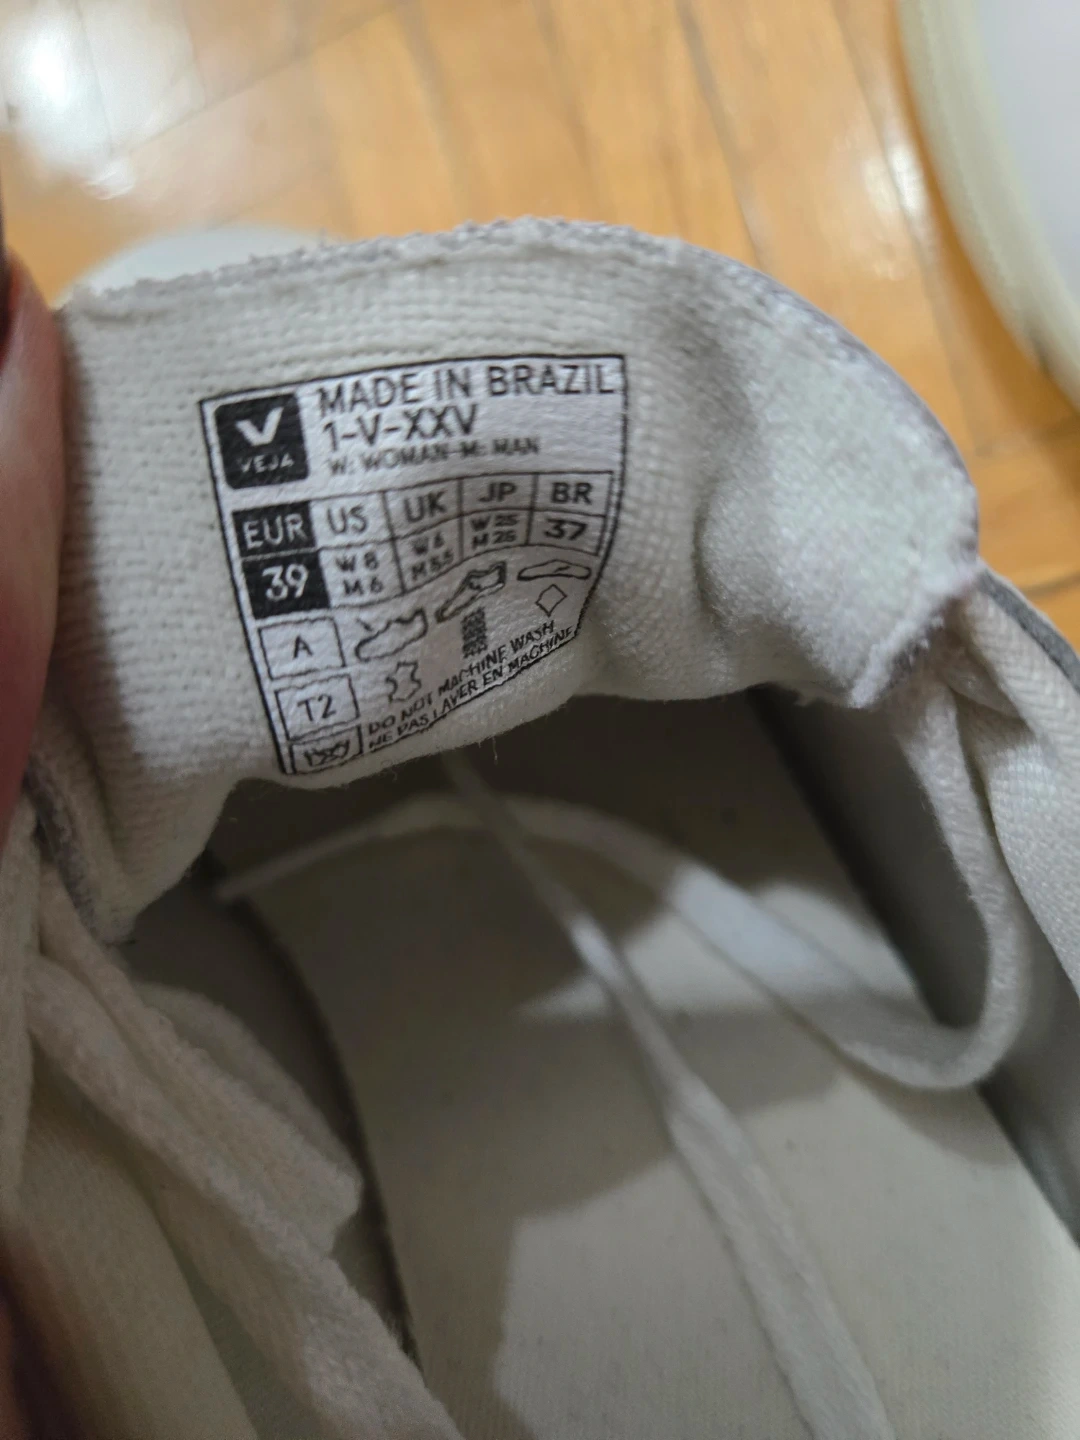 MADE IN BRAZIL
1-V-XXV
VEJA
W: WOMAN M: MAN
EUR US UK JP BR
39 W 8 M 6 W 6 M 5.5 W 25 M 25 37
A
T2
DO NOT MACHINE WASH
NE PAS LAVER EN MACHINE